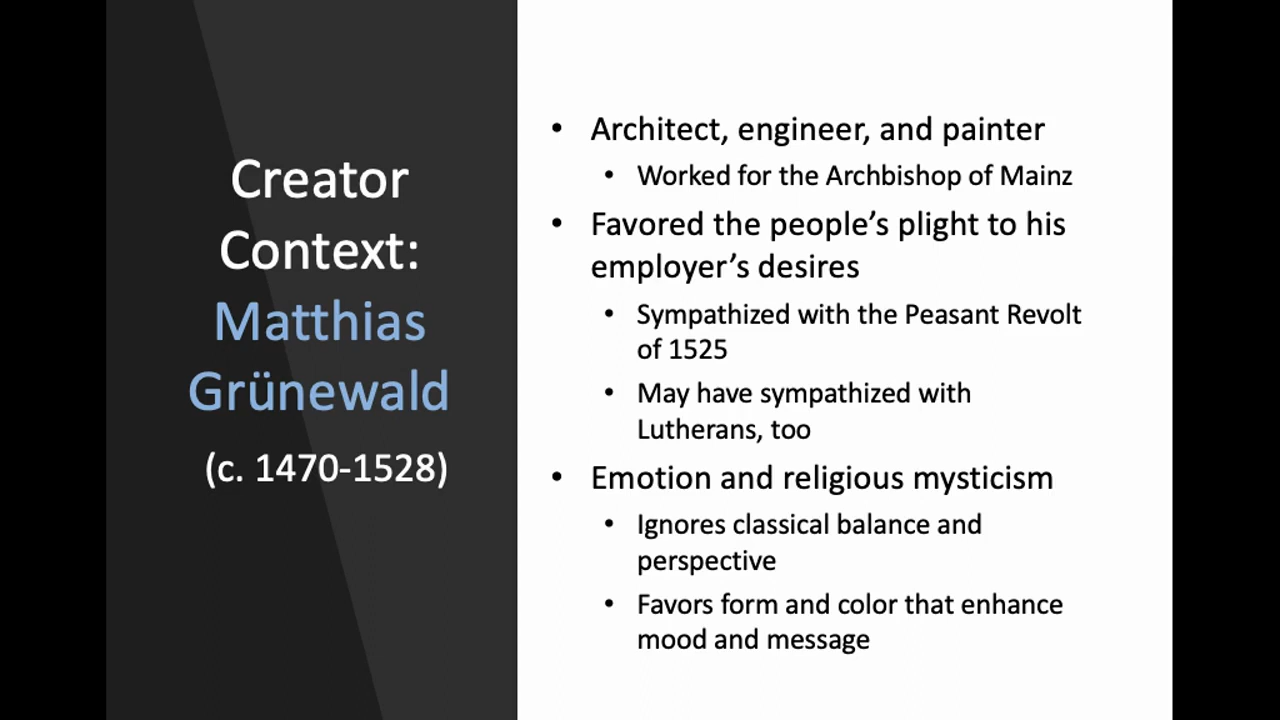 Creator
Context:
Matthias
Grünewald
(c. 1470-1528)
• Architect, engineer, and painter
• Worked for the Archbishop of Mainz
• Favored the people’s plight to his
employer’s desires
• Sympathized with the Peasant Revolt
of 1525
• May have sympathized with
Lutherans, too
• Emotion and religious mysticism
• Ignores classical balance and
perspective
• Favors form and color that enhance
mood and message